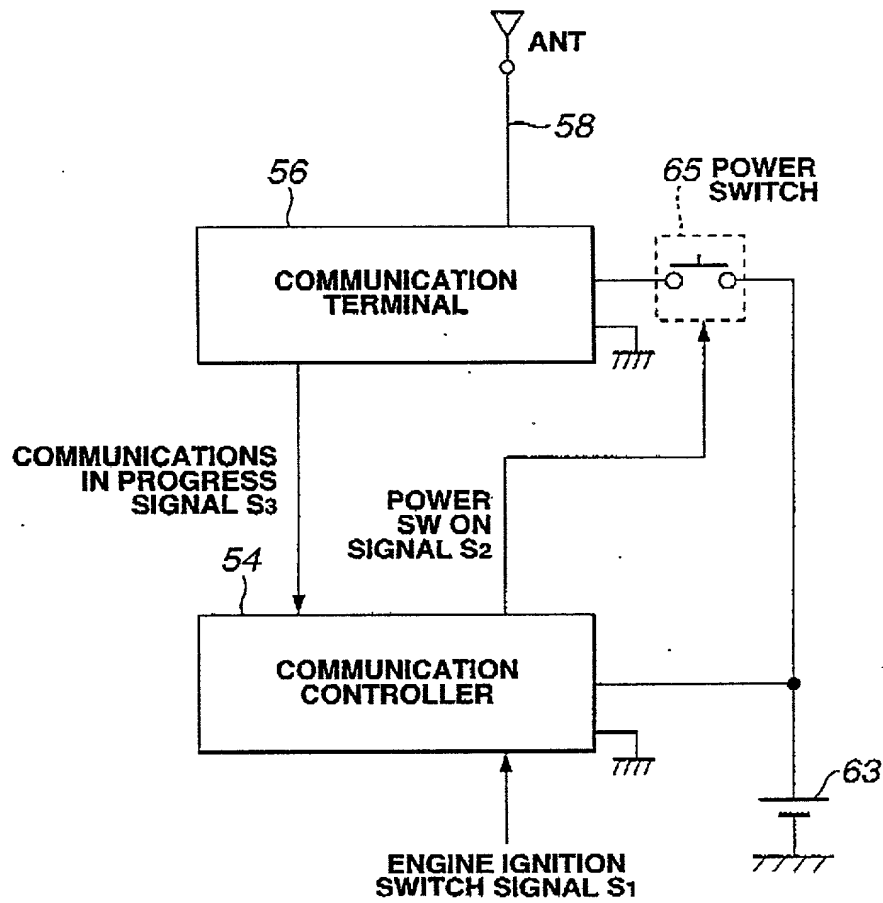 ANT
58
56
65 POWER
SWITCH
COMMUNICATION
TERMINAL
COMMUNICATIONS
IN PROGRESS
SIGNAL S3
POWER
SW ON
SIGNAL S2
54
COMMUNICATION
CONTROLLER
63
ENGINE IGNITION
SWITCH SIGNAL S1